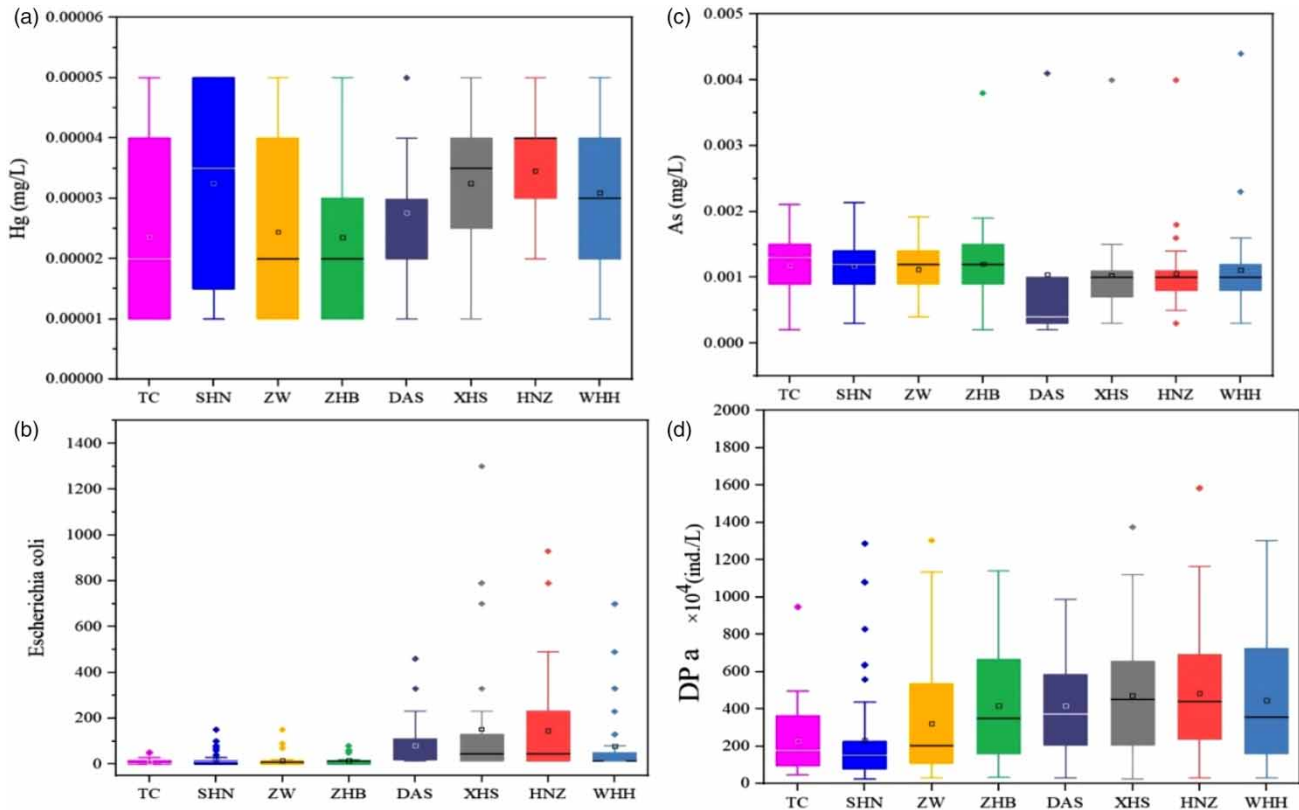 (a)
Hg (mg/L)
0.00006
0.00005
0.00004
0.00003
0.00002
0.00001
0.00000
TC SHN ZW ZHB DAS XHS HNZ WHH
(c)
As (mg/L)
0.005
0.004
0.003
0.002
0.001
0.000
TC SHN ZW ZHB DAS XHS HNZ WHH
(b)
Escherichia coli
1400
1200
1000
800
600
400
200
0
TC SHN ZW ZHB DAS XHS HNZ WHH
(d)
DP a ×10⁴(ind./L)
2000
1800
1600
1400
1200
1000
800
600
400
200
0
TC SHN ZW ZHB DAS XHS HNZ WHH